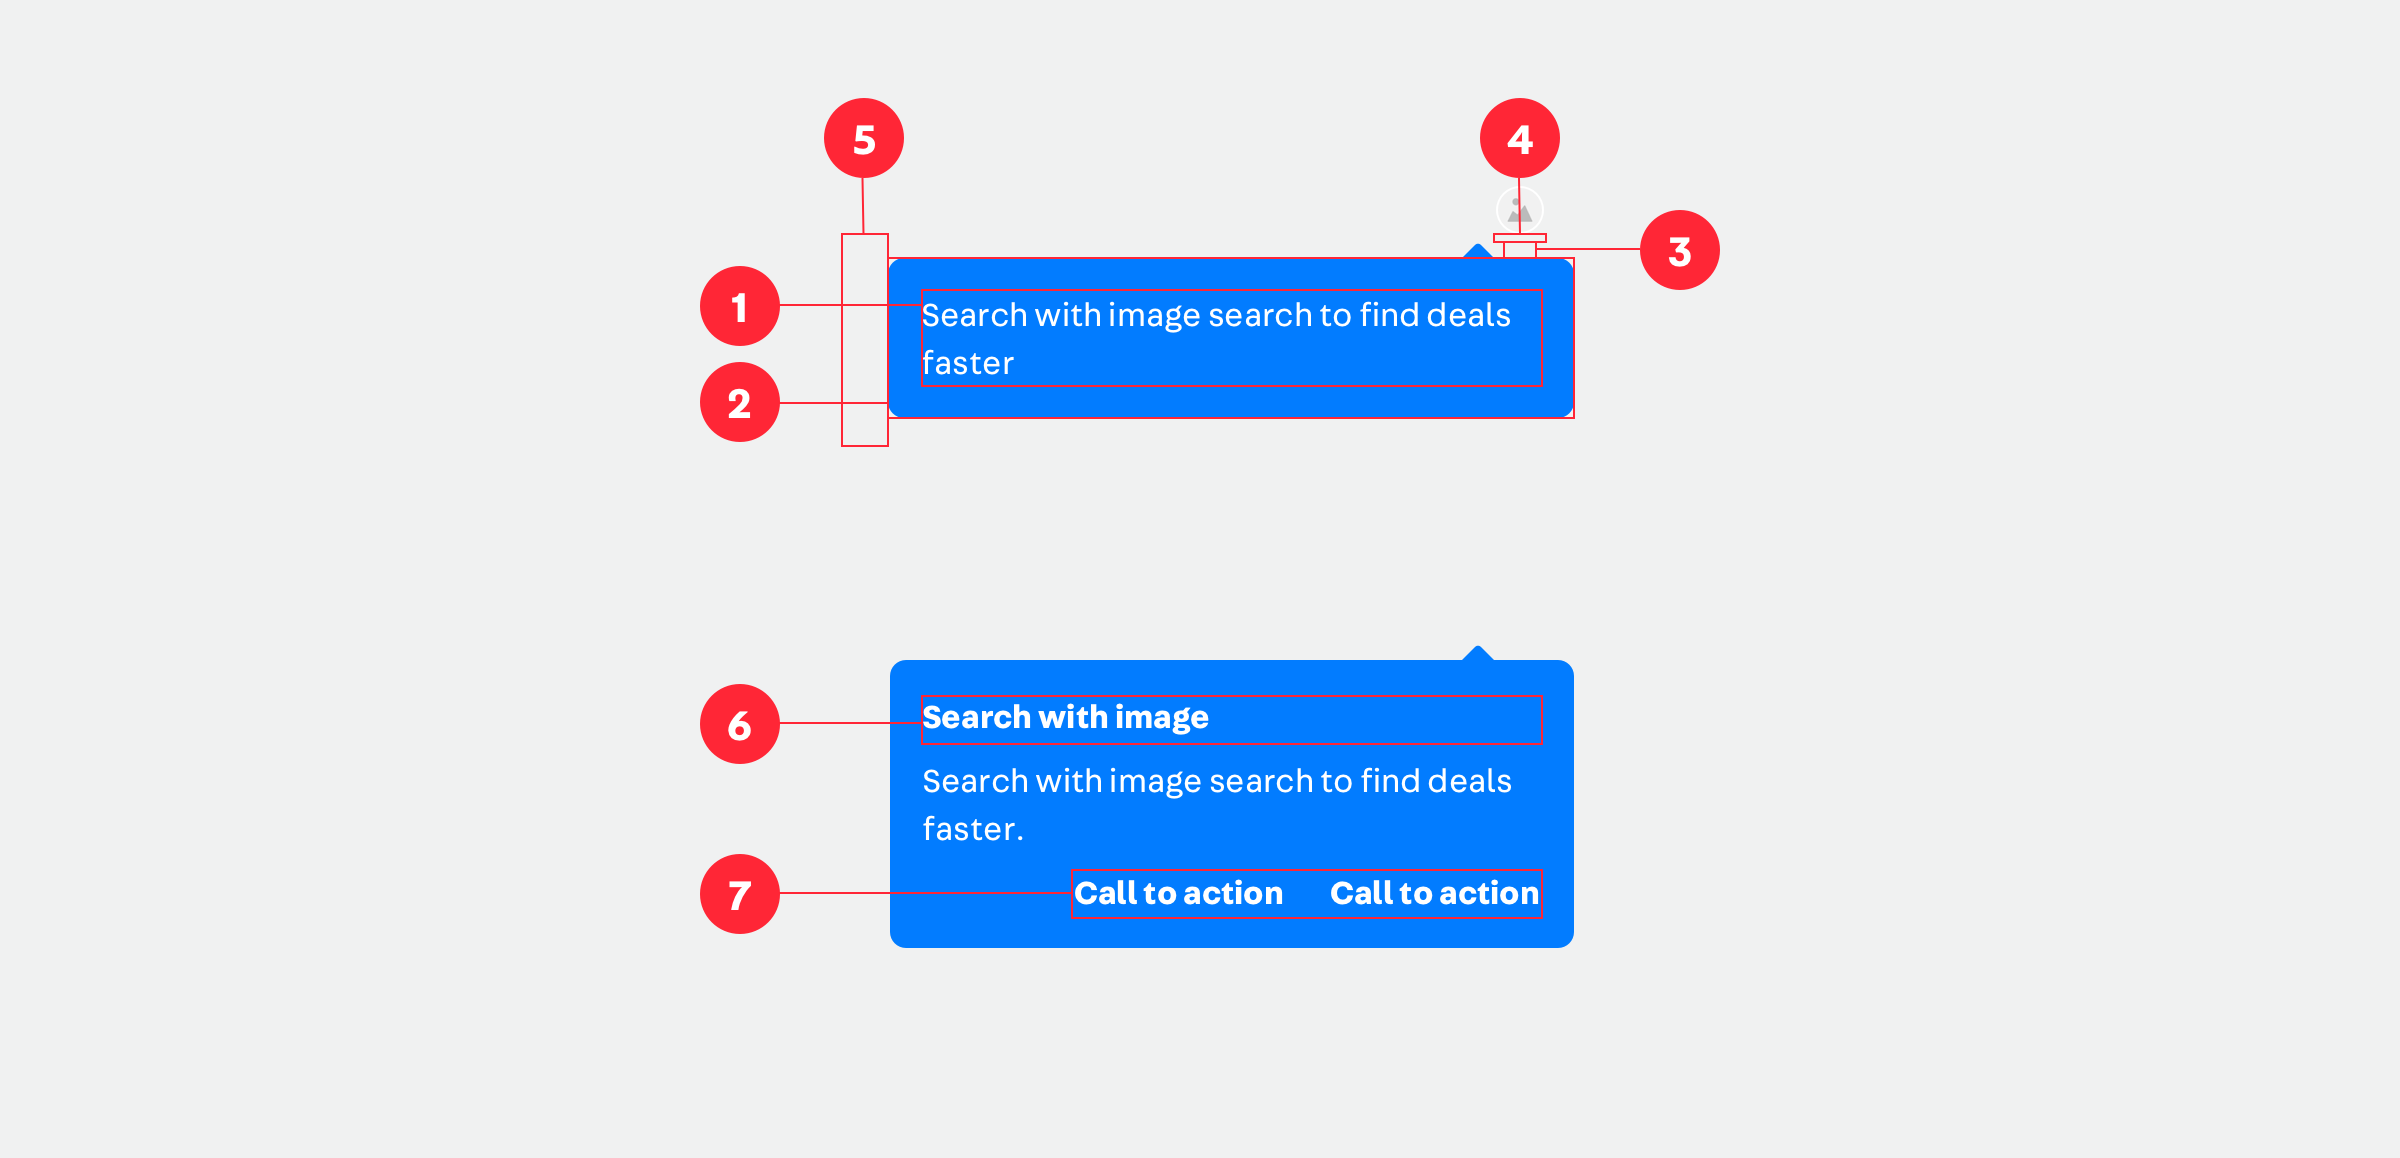 5
4
3
1
Search with image search to find deals
faster
2
6
Search with image
Search with image search to find deals
faster.
7
Call to action Call to action